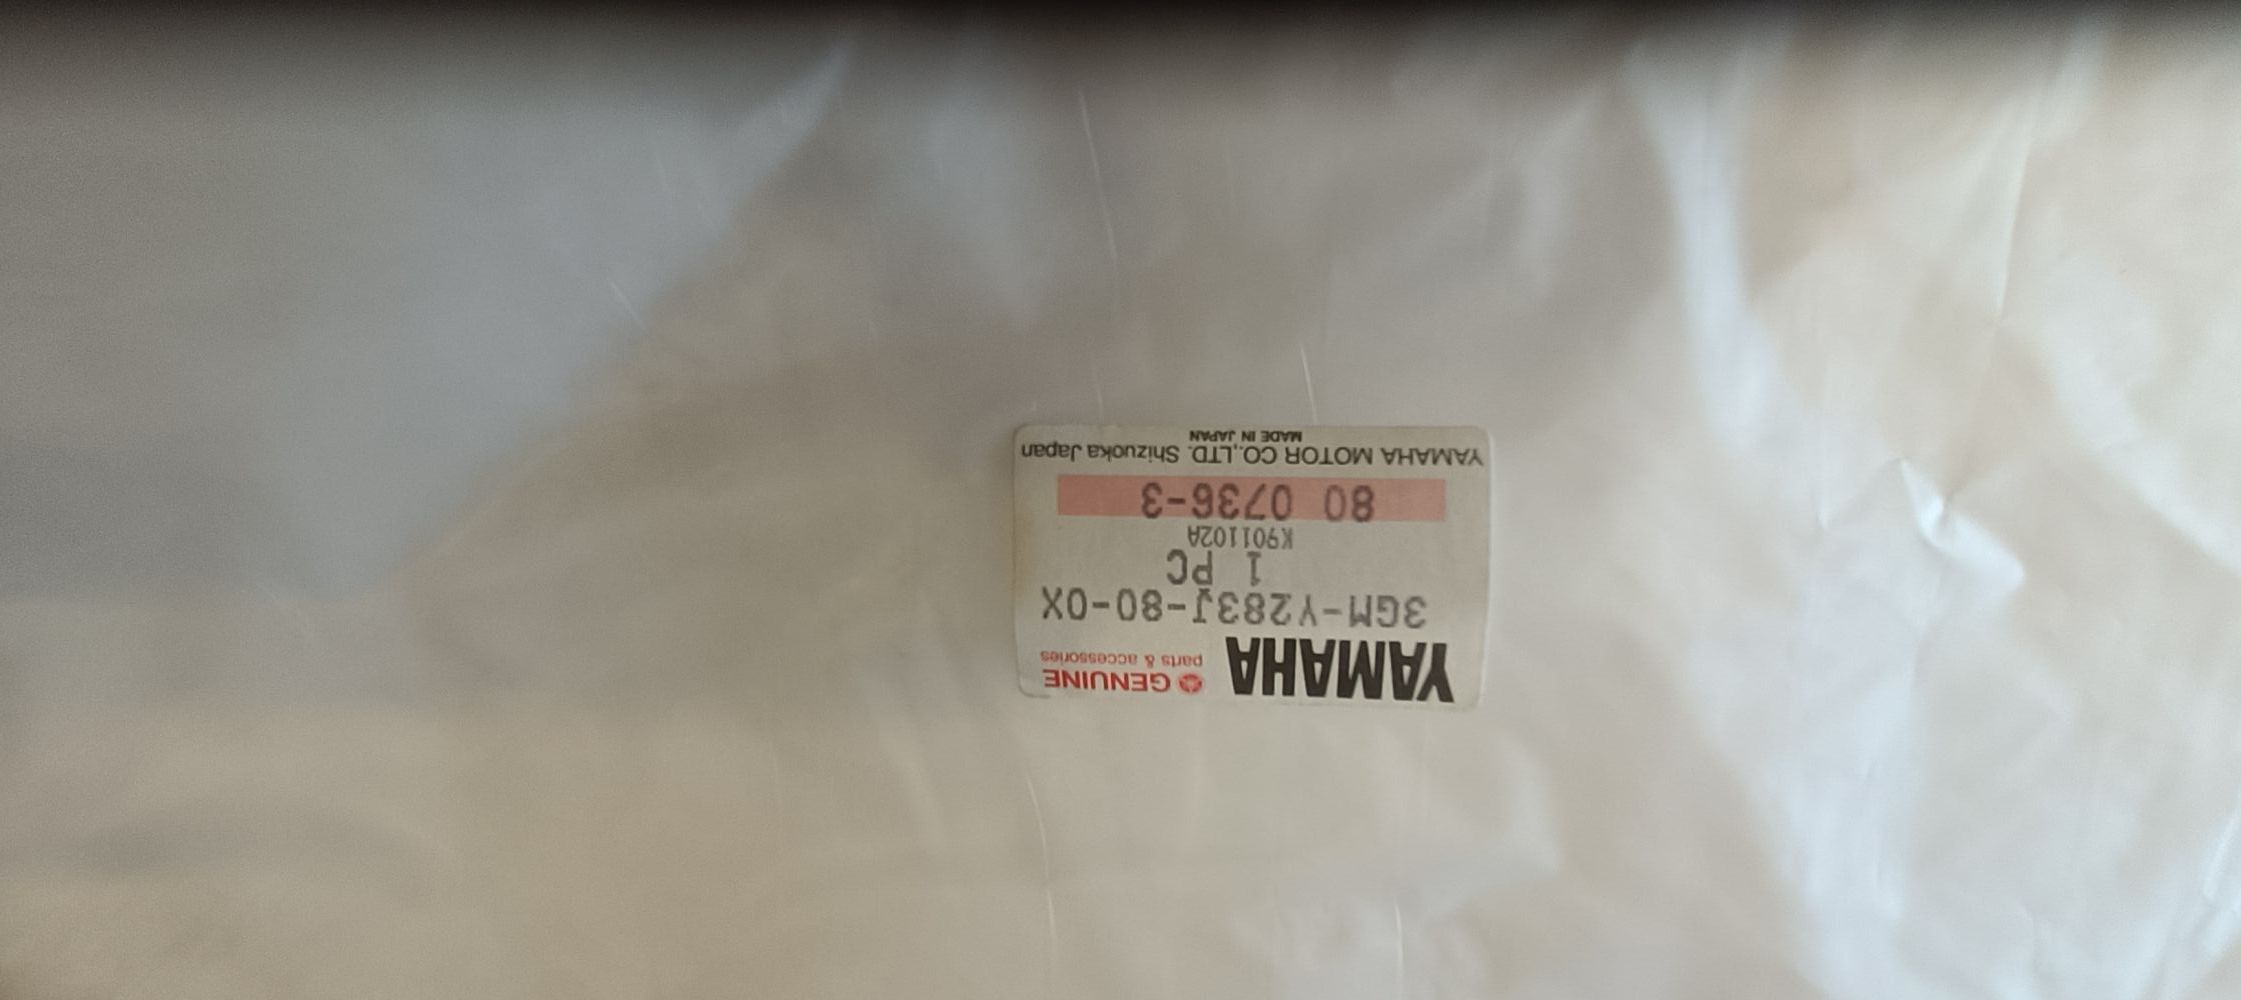 YAMAHA GENUINE
parts & accessories
3GM-Y283J-80-0X
1 PC
K901102A
80 0736-3
YAMAHA MOTOR CO.,LTD. Shizuoka Japan
MADE IN JAPAN